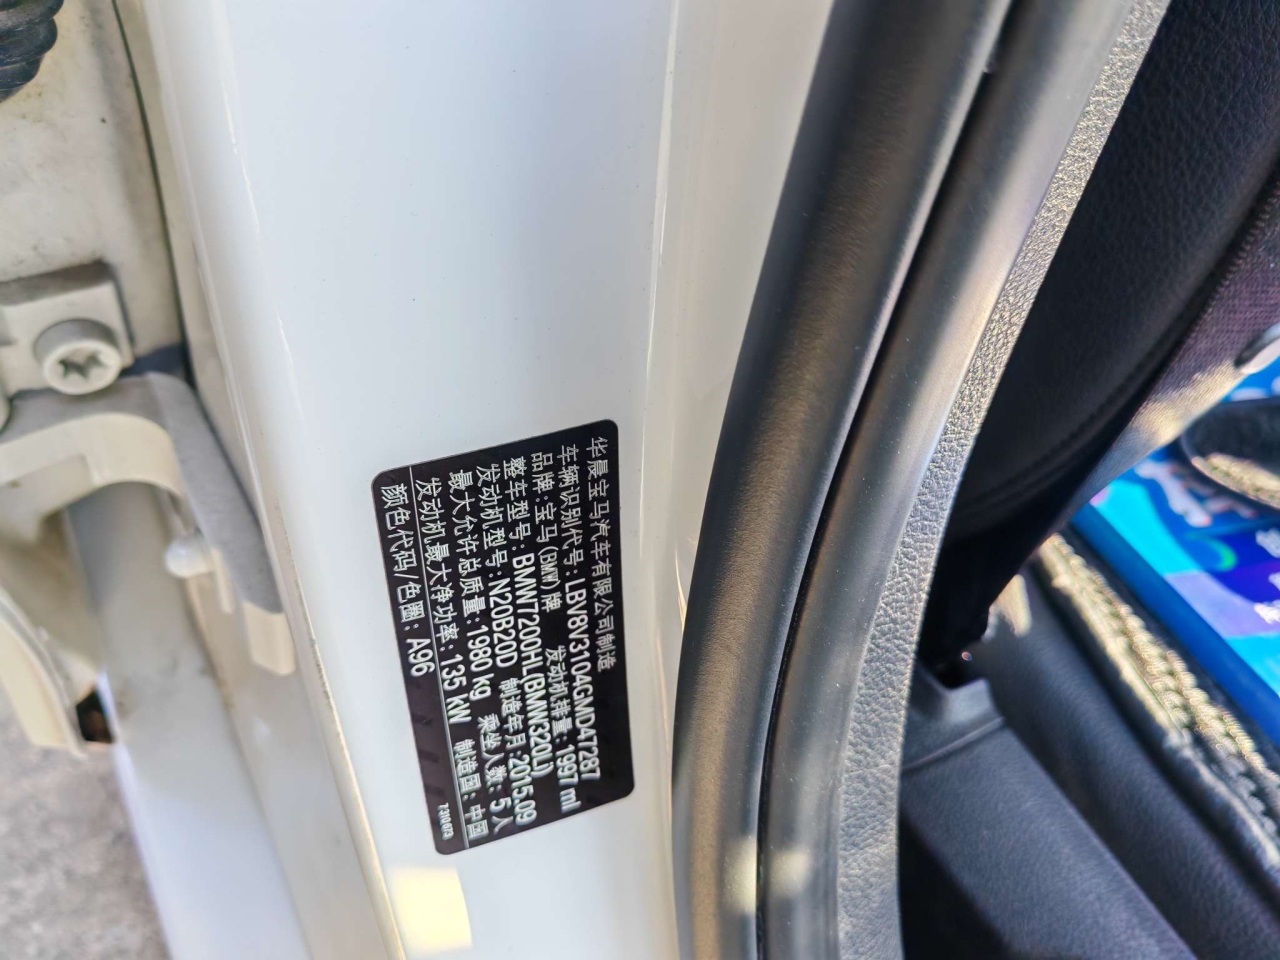 华晨宝马汽车有限公司制造
车辆识别代号: LBV8V3104GMD47287
品牌: 宝马 (BMW) 牌 发动机排量: 1997 ml
整车型号: BMW7200HL(BMW320Li)
发动机型号: N20B20D 制造年月: 2015.09
最大允许总质量: 1980 kg 乘坐人数: 5 人
发动机最大净功率: 135 kW 制造国: 中国
颜色代码/色圈: A96